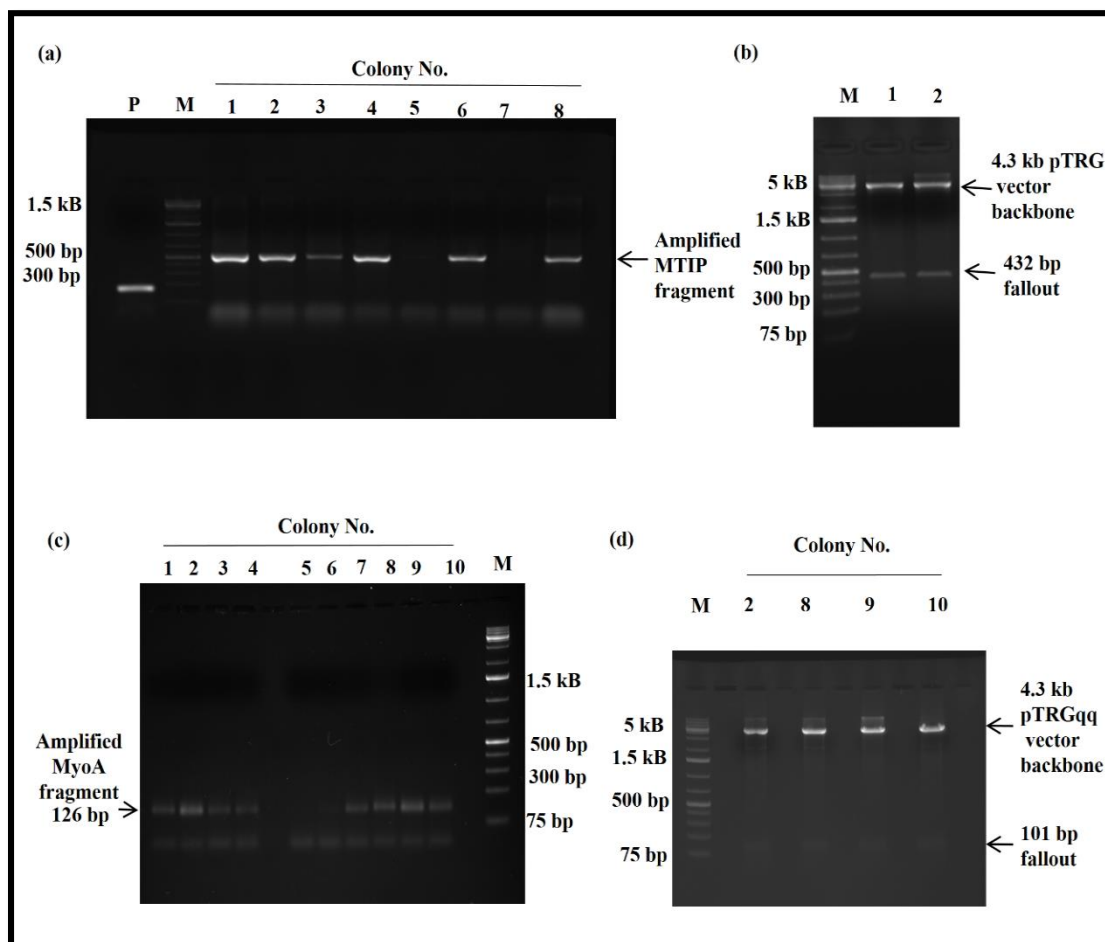 (a)
Colony No.
P M 1 2 3 4 5 6 7 8
1.5 kB
500 bp
300 bp
Amplified
MTIP
fragment
(b)
M 1 2
5 kB
1.5 kB
500 bp
300 bp
75 bp
4.3 kb pTRG
vector
backbone
432 bp
fallout
(c)
Colony No.
1 2 3 4 5 6 7 8 9 10 M
1.5 kB
500 bp
300 bp
75 bp
Amplified
MyoA
fragment
126 bp
(d)
Colony No.
M 2 8 9 10
5 kB
1.5 kB
500 bp
75 bp
4.3 kb
pTRGqq
vector
backbone
101 bp
fallout